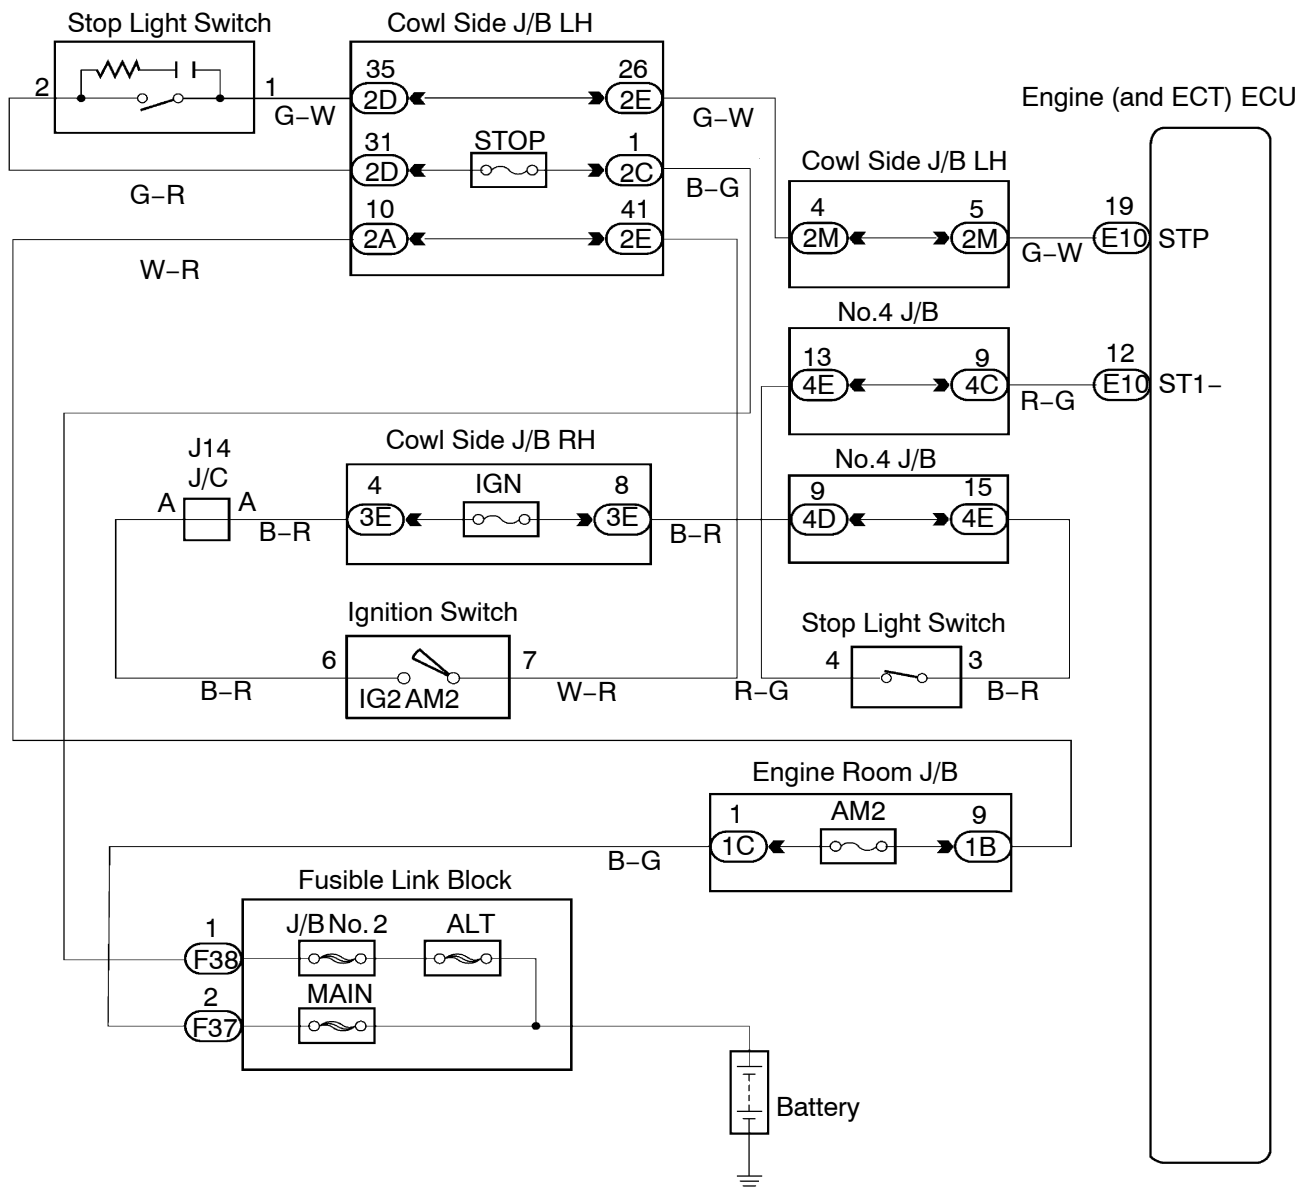 Stop Light Switch
Cowl Side J/B LH
2
1
G–W
35
2D
26
2E
G–W
Engine (and ECT) ECU
31
2D
STOP
1
2C
B–G
G–R
10
2A
41
2E
W–R
Cowl Side J/B LH
4
2M
5
2M
G–W
19
E10
STP
No.4 J/B
13
4E
9
4C
R–G
12
E10
ST1–
J14
J/C
A
A
B–R
Cowl Side J/B RH
4
3E
IGN
8
3E
B–R
No.4 J/B
9
4D
15
4E
Ignition Switch
6
7
IG2 AM2
B–R
W–R
Stop Light Switch
4
3
R–G
B–R
Engine Room J/B
1
1C
AM2
9
1B
B–G
Fusible Link Block
J/B No. 2
ALT
1
F38
MAIN
2
F37
Battery